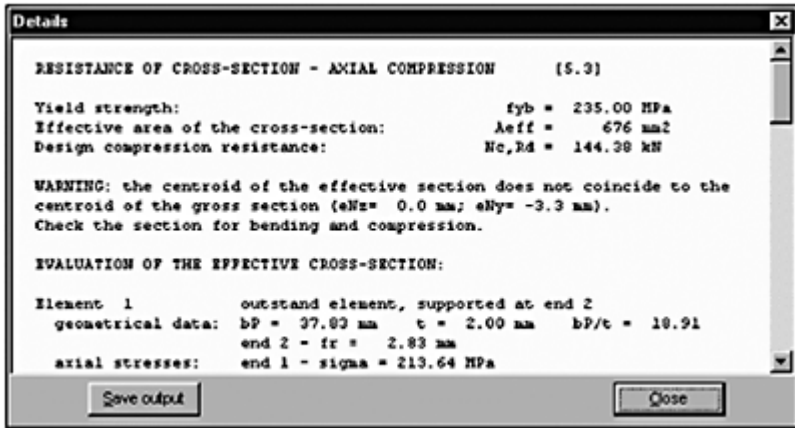 Details
RESISTANCE OF CROSS-SECTION - AXIAL COMPRESSION [5.3]
Yield strength: fyb = 235.00 MPa
Effective area of the cross-section: Aeff = 676 mm2
Design compression resistance: Nc,Rd = 144.38 kN
WARNING: the centroid of the effective section does not coincide to the
centroid of the gross section (eNz= 0.0 mm; eNy= -3.3 mm).
Check the section for bending and compression.
EVALUATION OF THE EFFECTIVE CROSS-SECTION:
Element 1 outstand element, supported at end 2
geometrical data: bP = 37.83 mm t = 2.00 mm bP/t = 18.91
end 2 - fr = 2.83 mm
axial stresses: end 1 - sigma = 213.64 MPa
Save output Close